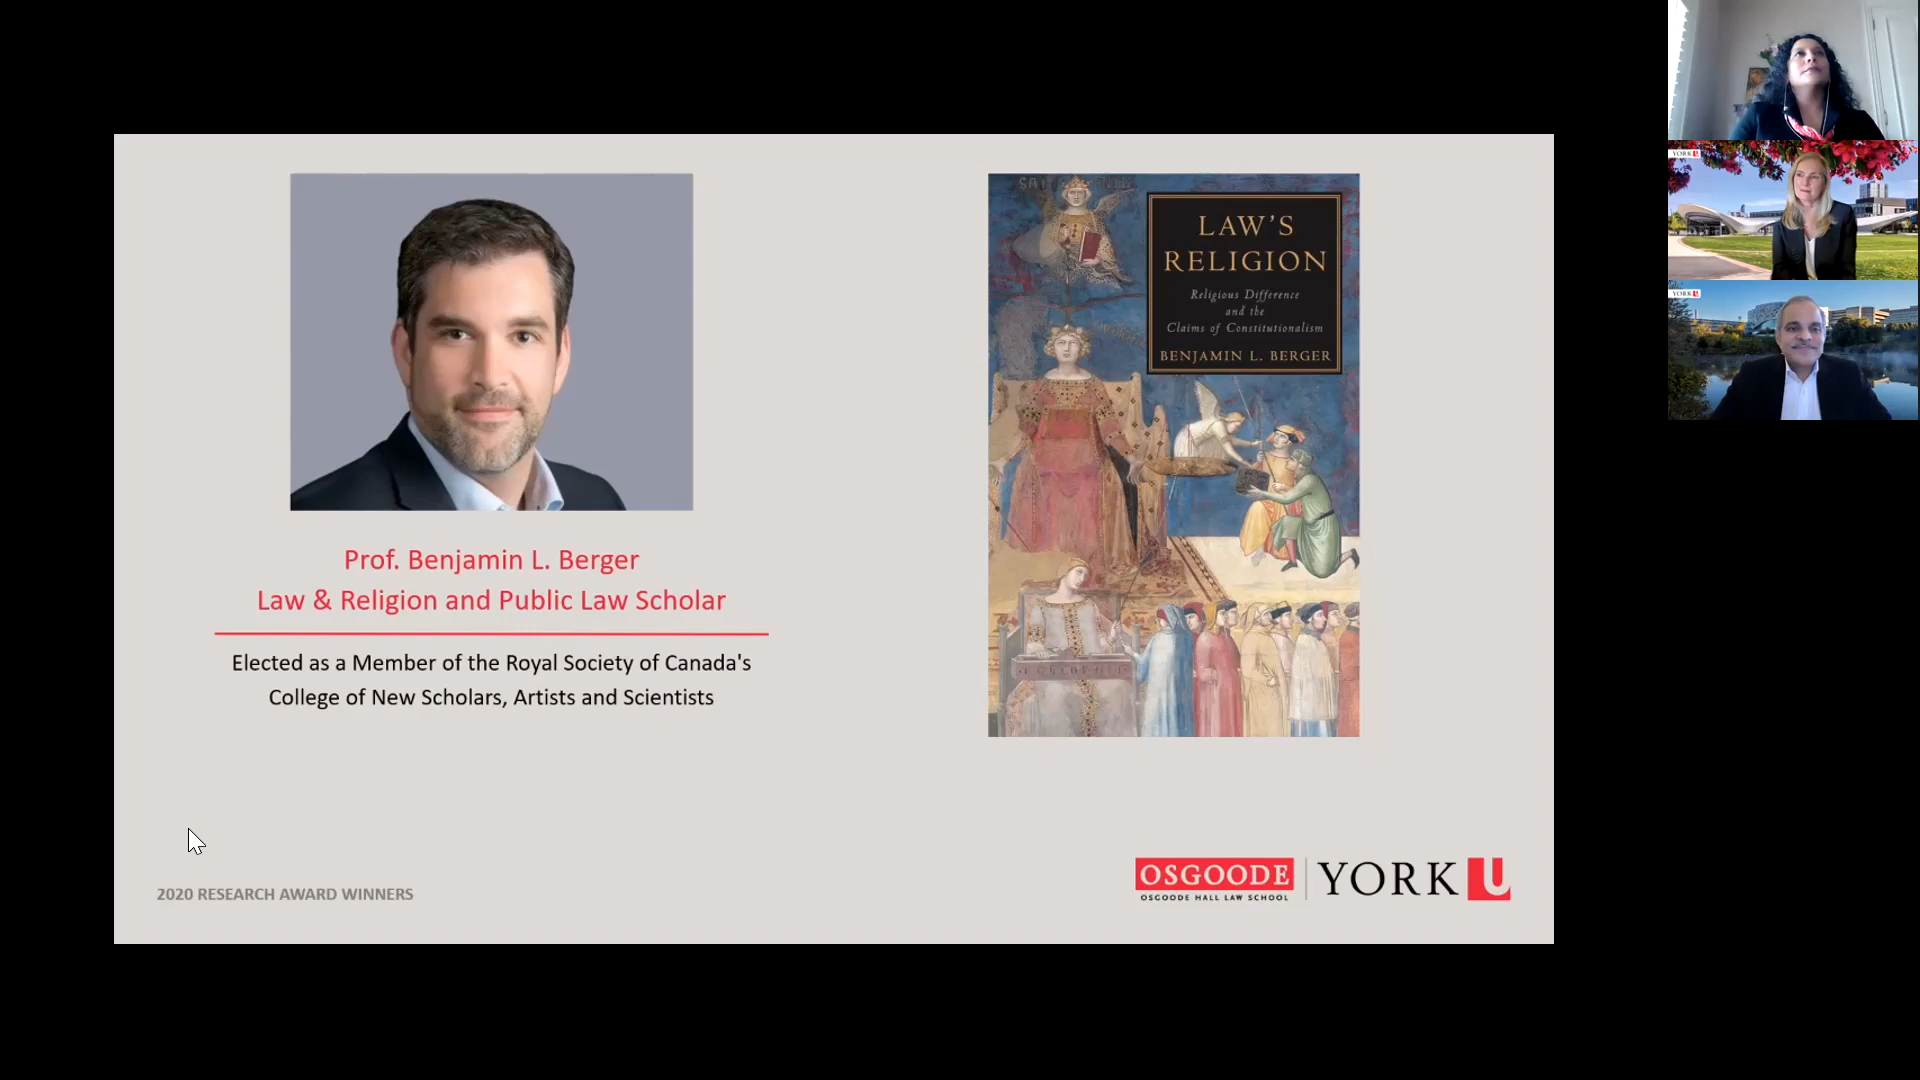 LAW'S
RELIGION
Religious Difference
and the
Claims of Constitutionalism
BENJAMIN L. BERGER
Prof. Benjamin L. Berger
Law & Religion and Public Law Scholar
Elected as a Member of the Royal Society of Canada's
College of New Scholars, Artists and Scientists
2020 RESEARCH AWARD WINNERS
OSGOODE
OSGOODE HALL LAW SCHOOL
YORK U
YORK U
YORK U